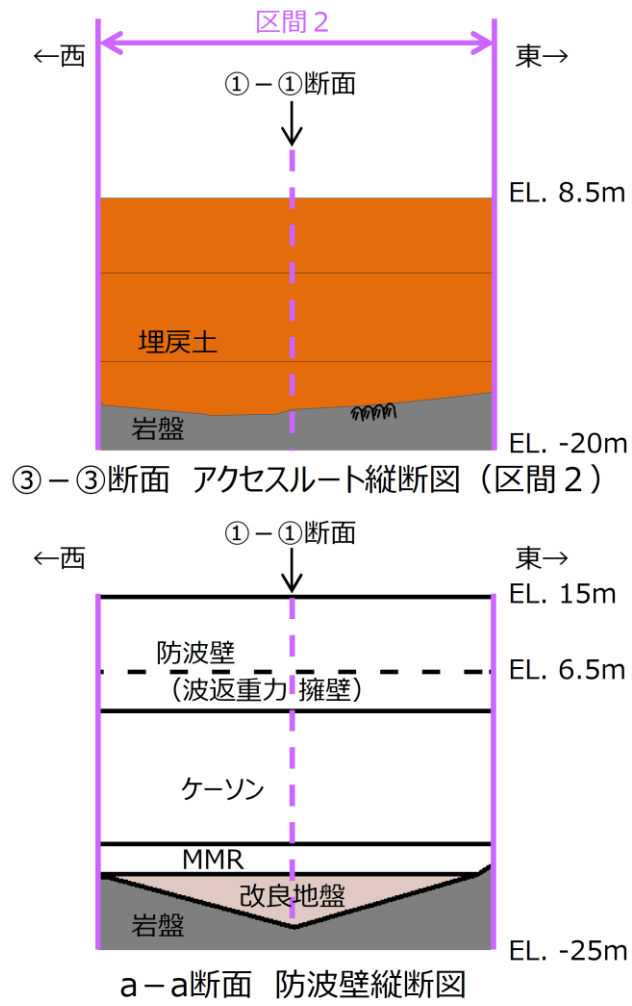 区間2
←西
東→
①－①断面
EL. 8.5m
埋戻土
岩盤
EL. -20m
③－③断面 アクセスルート縦断図（区間２）
①－①断面
←西
東→
EL. 15m
防波壁
EL. 6.5m
（波返重力 擁壁）
ケーソン
MMR
改良地盤
岩盤
EL. -25m
a－a断面 防波壁縦断図